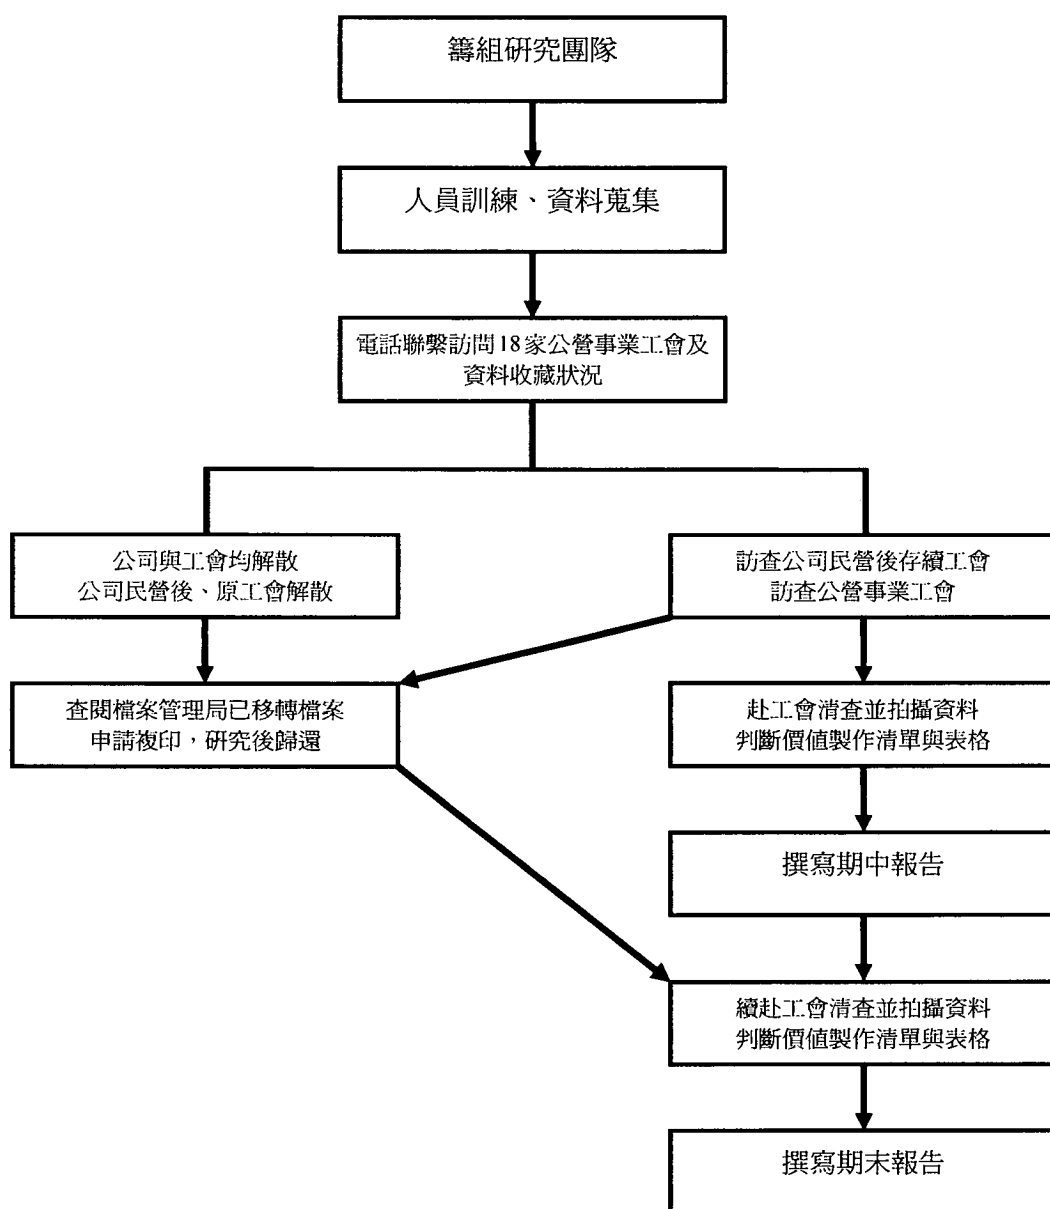 籌組研究團隊
人員訓練、資料蒐集
電話聯繫訪問18家公營事業工會及
資料收藏狀況
公司與工會均解散
公司民營後、原工會解散
訪查公司民營後存續工會
訪查公營事業工會
查閱檔案管理局已移轉檔案
申請複印，研究後歸還
赴工會清查並拍攝資料
判斷價值製作清單與表格
撰寫期中報告
續赴工會清查並拍攝資料
判斷價值製作清單與表格
撰寫期末報告